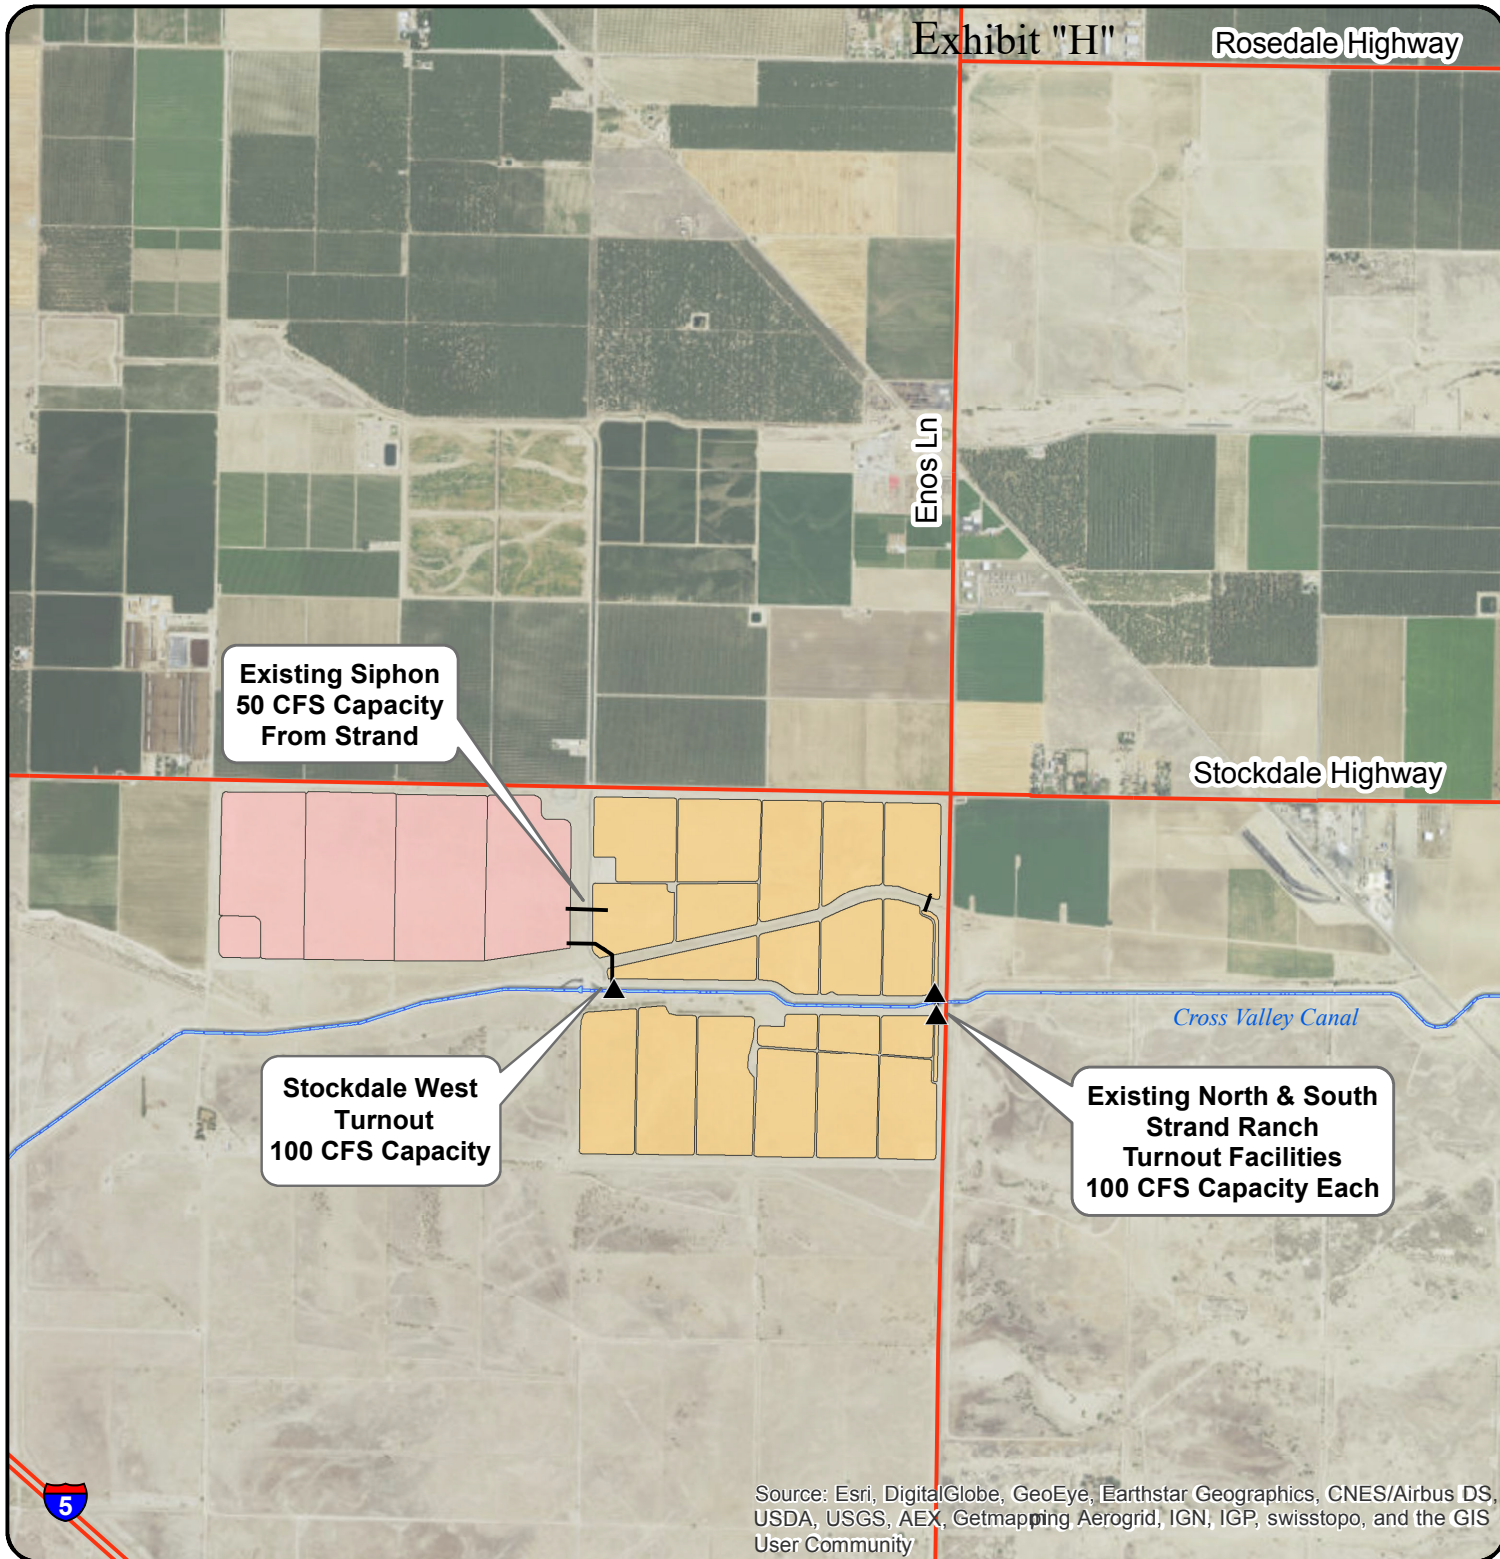 Exhibit "H"
Rosedale Highway
Enos Ln
Existing Siphon
50 CFS Capacity
From Strand
Stockdale Highway
Cross Valley Canal
Stockdale West
Turnout
100 CFS Capacity
Existing North & South
Strand Ranch
Turnout Facilities
100 CFS Capacity Each
5
Source: Esri, DigitalGlobe, GeoEye, Earthstar Geographics, CNES/Airbus DS,
USDA, USGS, AEX, Getmapping Aerogrid, IGN, IGP, swisstopo, and the GIS
User Community